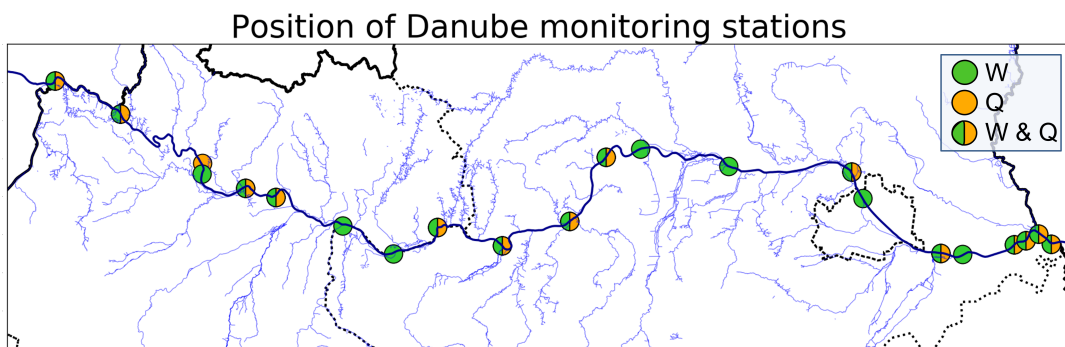 Position of Danube monitoring stations
W
Q
W & Q